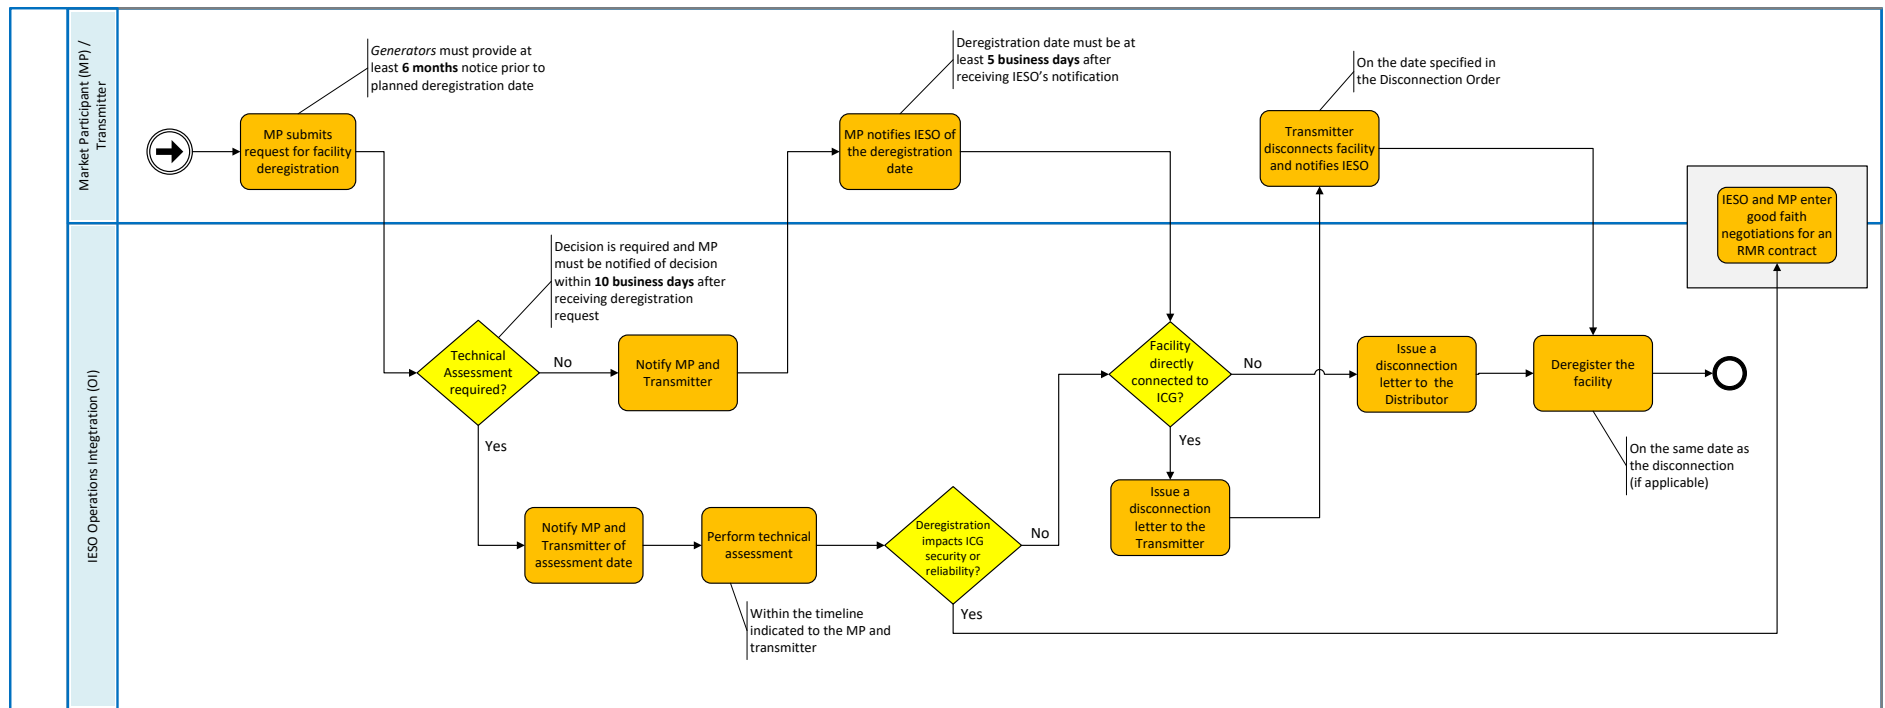 Market Participant (MP) /
Transmitter
Generators must provide at
least 6 months notice prior to
planned deregistration date
MP submits
request for facility
deregistration
Deregistration date must be at
least 5 business days after
receiving IESO's notification
MP notifies IESO of
the deregistration
date
On the date specified in
the Disconnection Order
Transmitter
disconnects facility
and notifies IESO
IESO and MP enter
good faith
negotiations for an
RMR contract
IESO Operations Integtration (OI)
Decision is required and MP
must be notified of decision
within 10 business days after
receiving deregistration
request
Technical
Assessment
required?
No
Notify MP and
Transmitter
Facility
directly
connected to
ICG?
No
Issue a
disconnection
letter to the
Distributor
Deregister the
facility
Yes
Yes
On the same date as
the disconnection
(if applicable)
Notify MP and
Transmitter of
assessment date
Perform technical
assessment
Deregistration
impacts ICG
security or
reliability?
No
Issue a
disconnection
letter to the
Transmitter
Yes
Within the timeline
indicated to the MP and
transmitter